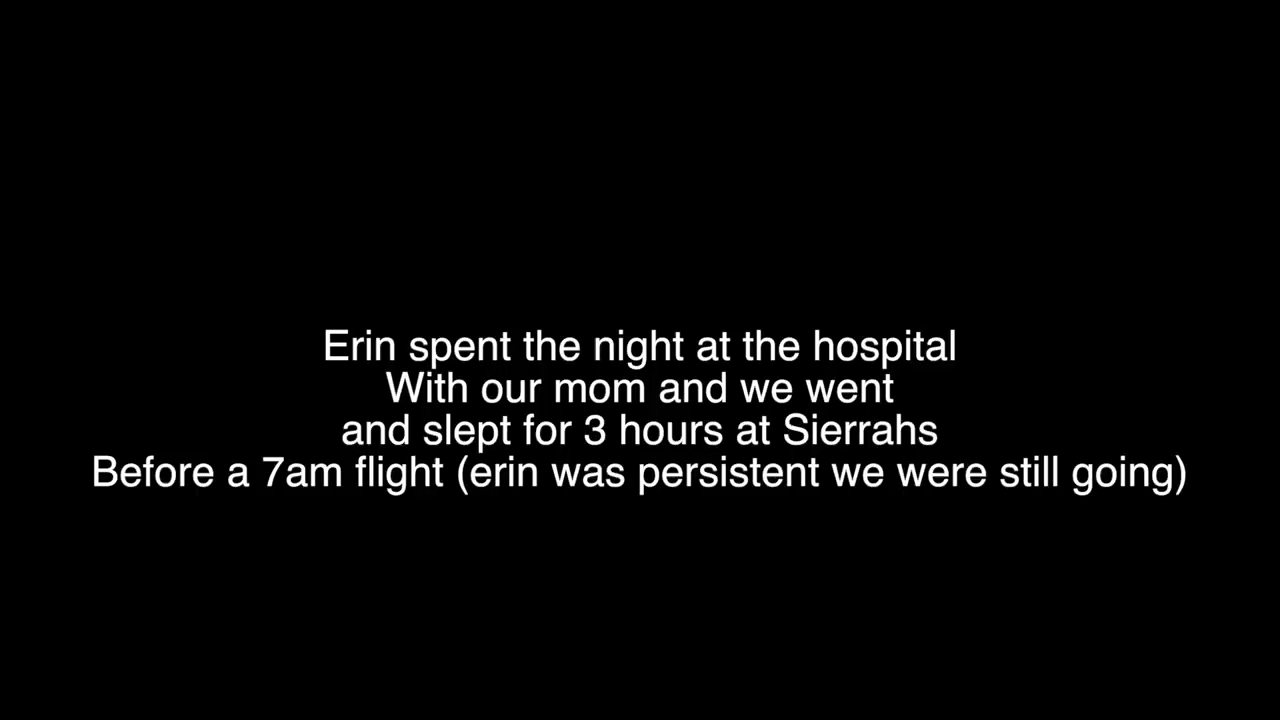 Erin spent the night at the hospital
With our mom and we went
and slept for 3 hours at Sierrahs
Before a 7am flight (erin was persistent we were still going)